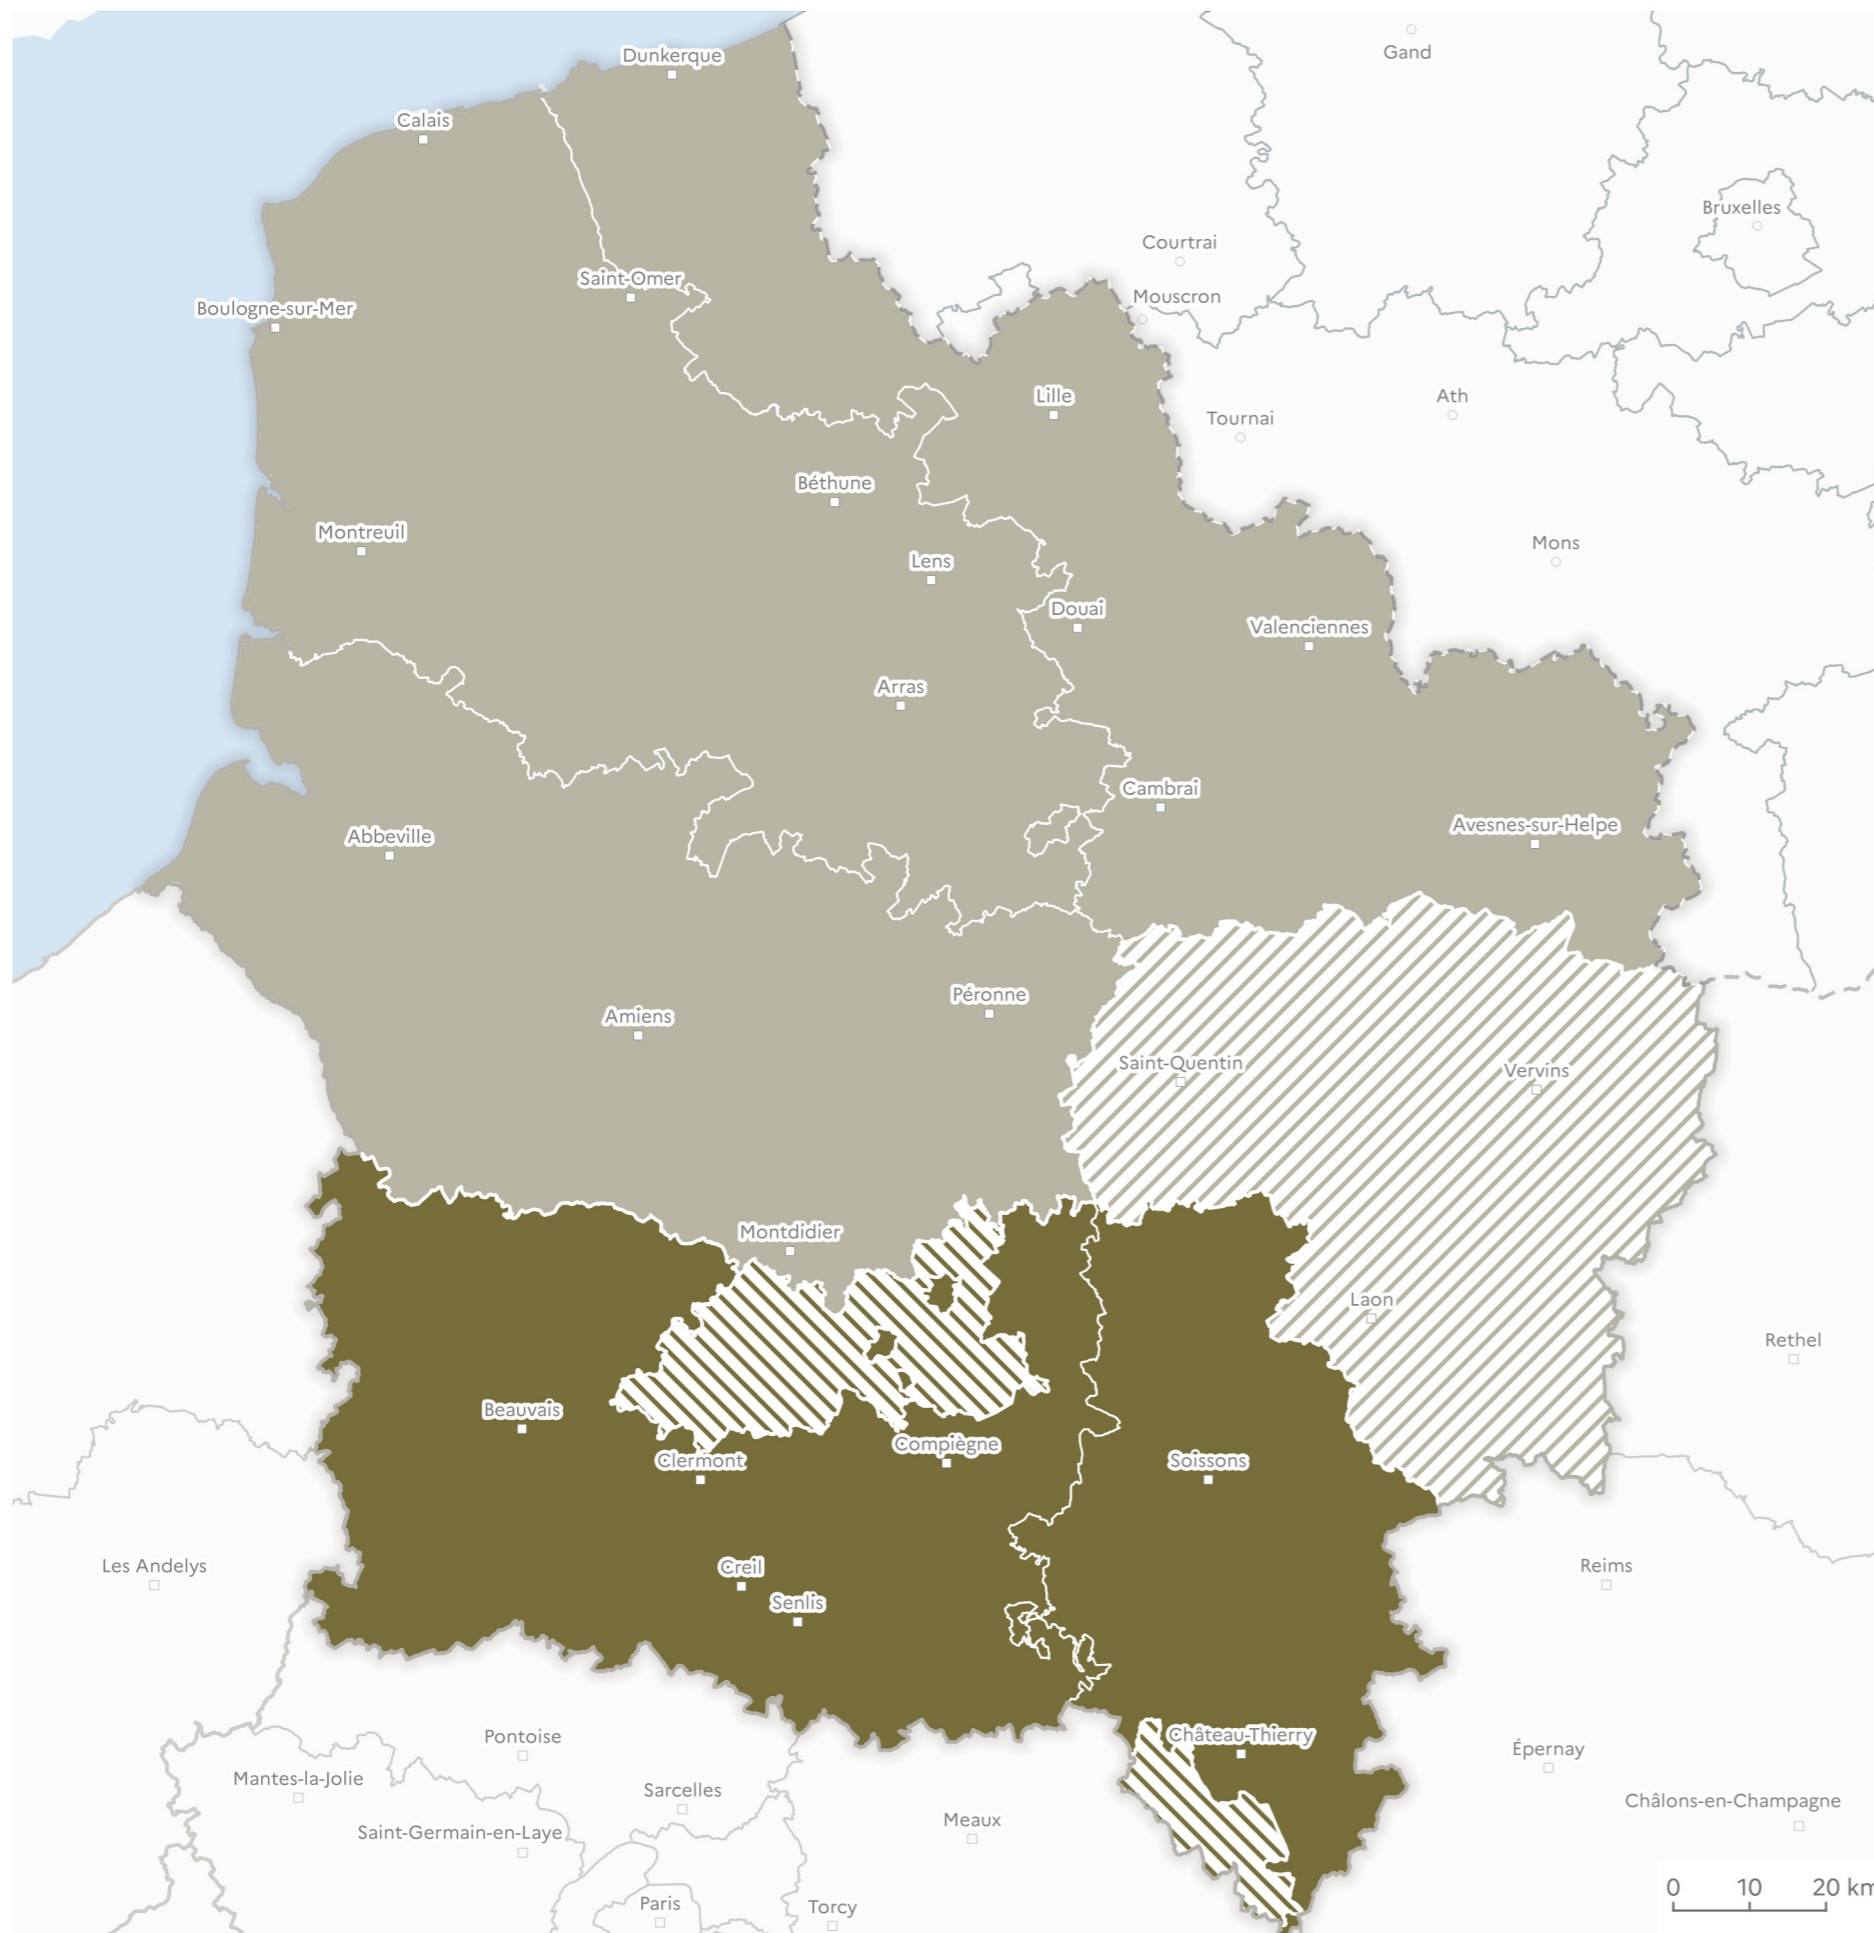 Gand
Dunkerque
Calais
Bruxelles
Courtrai
Saint-Omer
Mouscron
Boulogne-sur-Mer
Lille
Ath
Tournai
Béthune
Montreuil
Mons
Lens
Douai
Valenciennes
Arras
Cambrai
Avesnes-sur-Helpe
Abbeville
Péronne
Amiens
Saint-Quentin
Vervins
Montdidier
Laon
Rethel
Beauvais
Compiègne
Clermont
Soissons
Les Andelys
Creil
Reims
Senlis
Pontoise
Château-Thierry
Épernay
Mantes-la-Jolie
Sarcelles
Châlons-en-Champagne
Meaux
Saint-Germain-en-Laye
0 10 20 km
Paris
Torcy